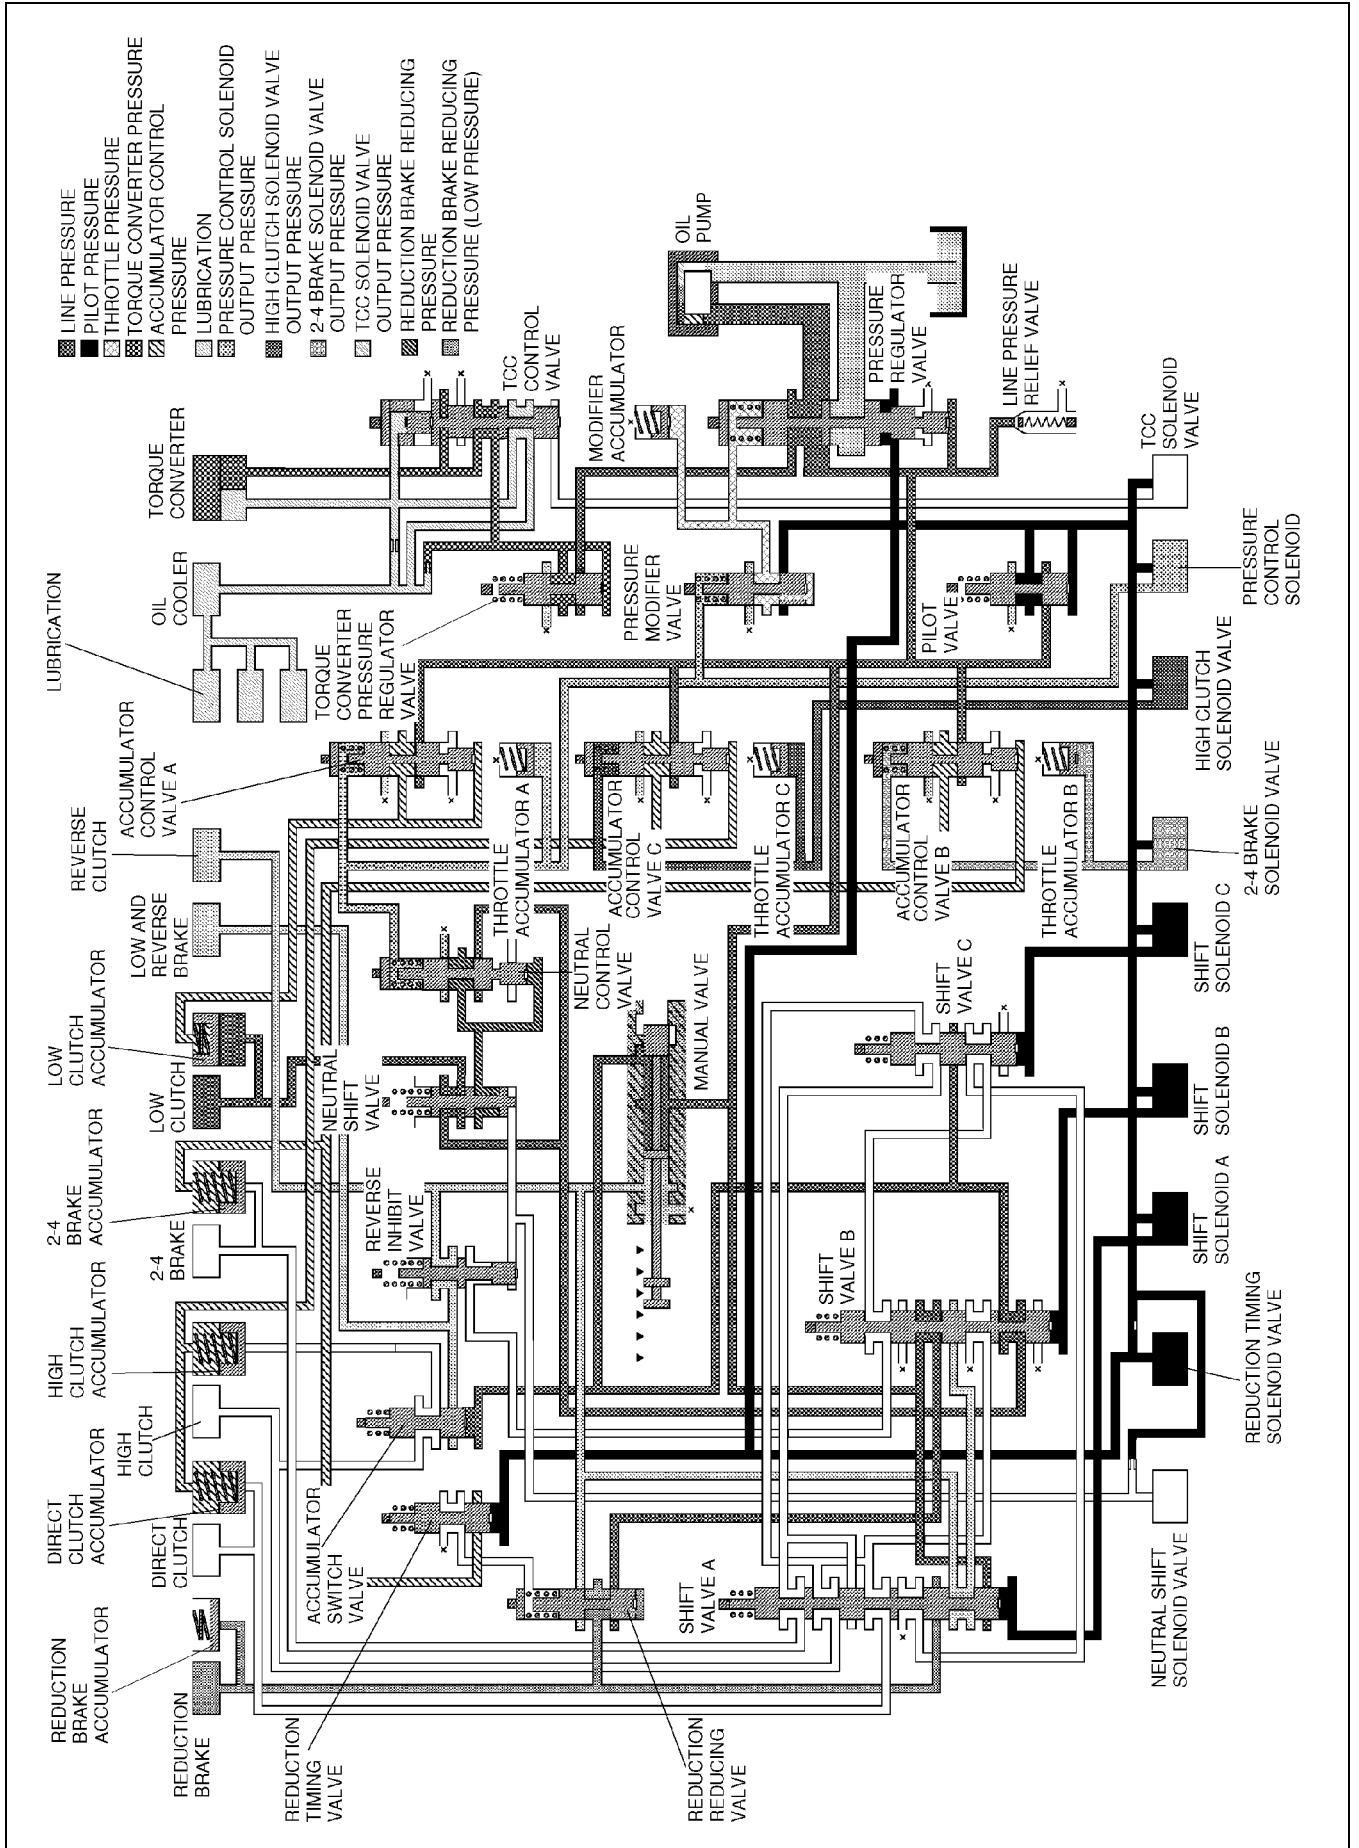 LINE PRESSURE
PILOT PRESSURE
THROTTLE PRESSURE
TORQUE CONVERTER PRESSURE
ACCUMULATOR CONTROL
PRESSURE
LUBRICATION
PRESSURE CONTROL SOLENOID
OUTPUT PRESSURE
HIGH CLUTCH SOLENOID VALVE
OUTPUT PRESSURE
2-4 BRAKE SOLENOID VALVE
OUTPUT PRESSURE
TCC SOLENOID VALVE
OUTPUT PRESSURE
REDUCTION BRAKE REDUCING
PRESSURE
REDUCTION BRAKE REDUCING
PRESSURE (LOW PRESSURE)
REDUCTION
BRAKE
REDUCTION
BRAKE
ACCUMULATOR
DIRECT CLUTCH
DIRECT
CLUTCH
ACCUMULATOR
HIGH
CLUTCH
HIGH
CLUTCH
ACCUMULATOR
2-4
BRAKE
2-4
BRAKE
ACCUMULATOR
LOW
CLUTCH
LOW
CLUTCH
ACCUMULATOR
LOW AND
REVERSE
BRAKE
REVERSE
CLUTCH
ACCUMULATOR
CONTROL
VALVE A
LUBRICATION
OIL
COOLER
TORQUE
CONVERTER
REDUCTION
TIMING
VALVE
ACCUMULATOR
SWITCH
VALVE
REVERSE
INHIBIT
VALVE
NEUTRAL
SHIFT
VALVE
NEUTRAL
CONTROL
VALVE
THROTTLE
ACCUMULATOR A
TORQUE
CONVERTER
PRESSURE
REGULATOR
VALVE
TCC
CONTROL
VALVE
MODIFIER
ACCUMULATOR
OIL
PUMP
REDUCTION
REDUCING
VALVE
SHIFT
VALVE A
MANUAL VALVE
ACCUMULATOR
CONTROL
VALVE C
THROTTLE
ACCUMULATOR C
PRESSURE
MODIFIER
VALVE
PRESSURE
REGULATOR
VALVE
SHIFT
VALVE B
SHIFT
VALVE C
ACCUMULATOR
CONTROL
VALVE B
THROTTLE
ACCUMULATOR B
PILOT
VALVE
LINE PRESSURE
RELIEF VALVE
NEUTRAL SHIFT
SOLENOID VALVE
REDUCTION TIMING
SOLENOID VALVE
SHIFT
SOLENOID A
SHIFT
SOLENOID B
SHIFT
SOLENOID C
2-4 BRAKE
SOLENOID VALVE
HIGH CLUTCH
SOLENOID VALVE
PRESSURE
CONTROL
SOLENOID
TCC
SOLENOID
VALVE